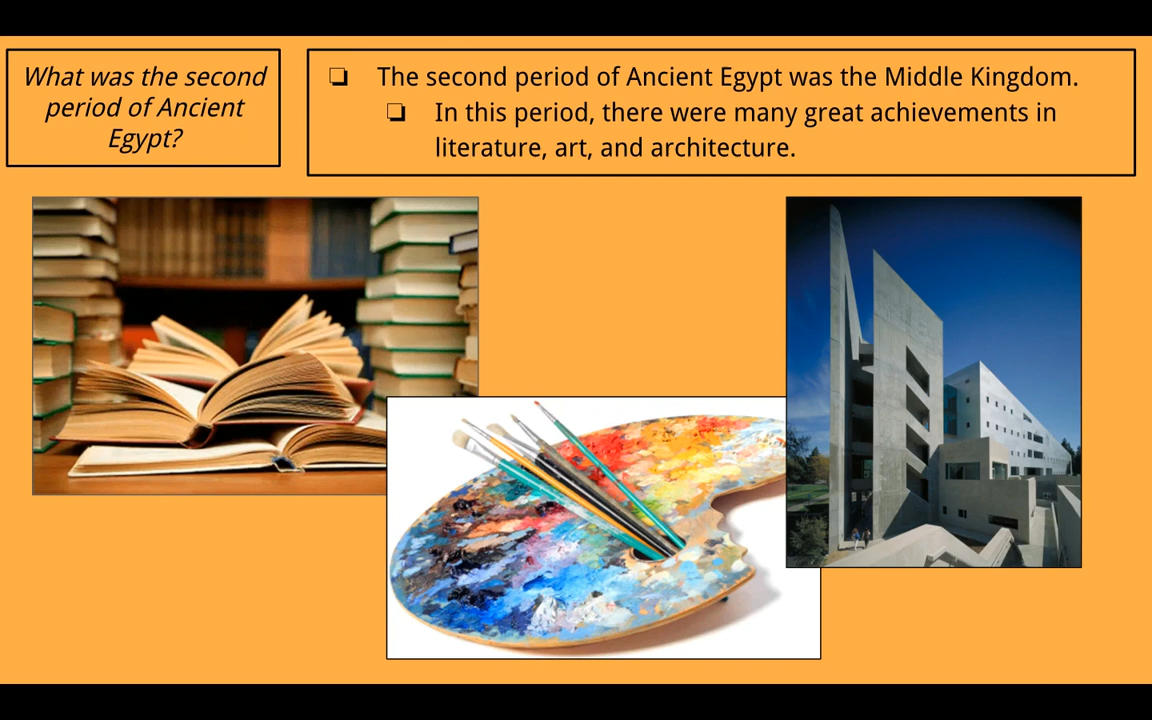 What was the second
period of Ancient
Egypt?
❏ The second period of Ancient Egypt was the Middle Kingdom.
❏ In this period, there were many great achievements in
literature, art, and architecture.